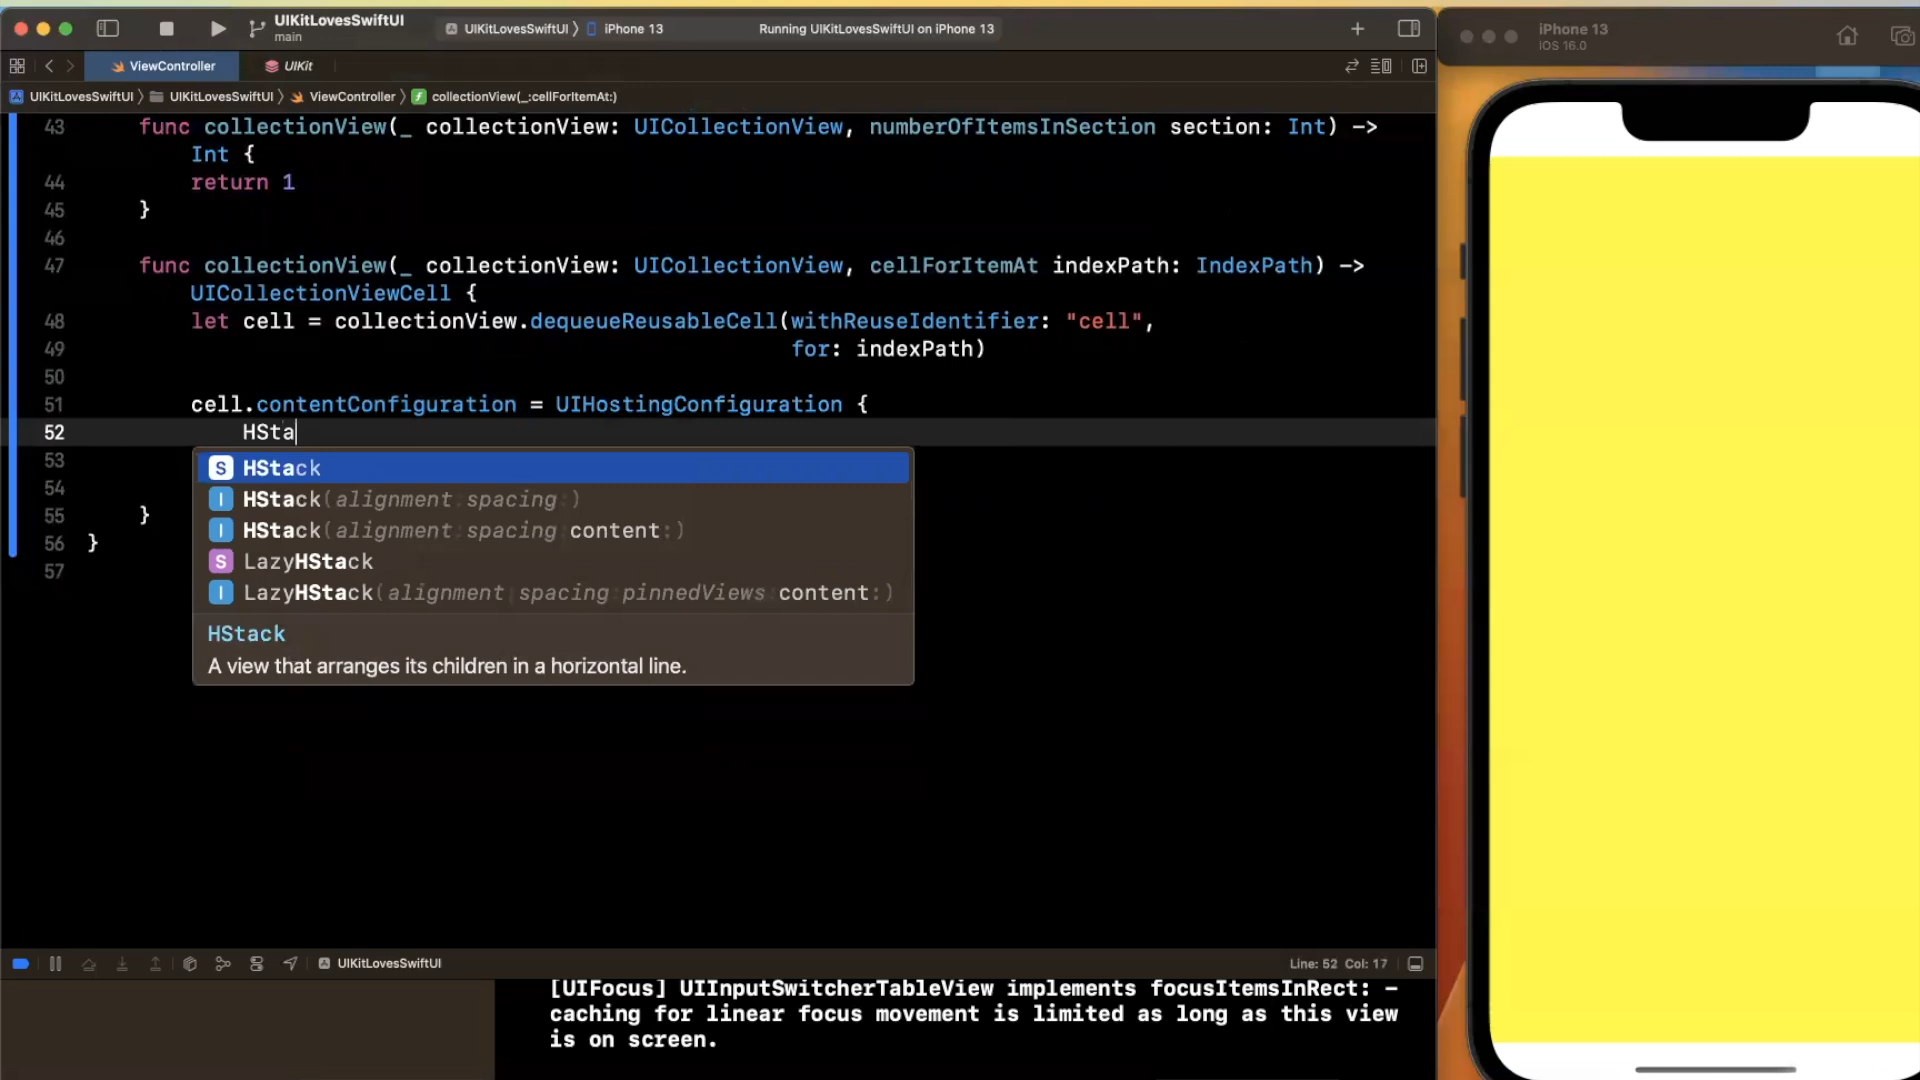 UIKitLovesSwiftUI
main
UIKitLovesSwiftUI 〉 iPhone 13
Running UIKitLovesSwiftUI on iPhone 13
iPhone 13
iOS 16.0
ViewController
UIKit
UIKitLovesSwiftUI 〉 UIKitLovesSwiftUI 〉 ViewController 〉 collectionView(_:cellForItemAt:)
43 func collectionView(_ collectionView: UICollectionView, numberOfItemsInSection section: Int) ->
Int {
44 return 1
45 }
46
47 func collectionView(_ collectionView: UICollectionView, cellForItemAt indexPath: IndexPath) ->
UICollectionViewCell {
48 let cell = collectionView.dequeueReusableCell(withReuseIdentifier: "cell",
49 for: indexPath)
50
51 cell.contentConfiguration = UIHostingConfiguration {
52 HSta
53
54
55 }
56 }
57
S HStack
I HStack(alignment: spacing:)
I HStack(alignment: spacing: content:)
S LazyHStack
I LazyHStack(alignment: spacing: pinnedViews: content:)
HStack
A view that arranges its children in a horizontal line.
UIKitLovesSwiftUI
Line: 52 Col: 17
[UIFocus] UIInputSwitcherTableView implements focusItemsInRect: -
caching for linear focus movement is limited as long as this view
is on screen.